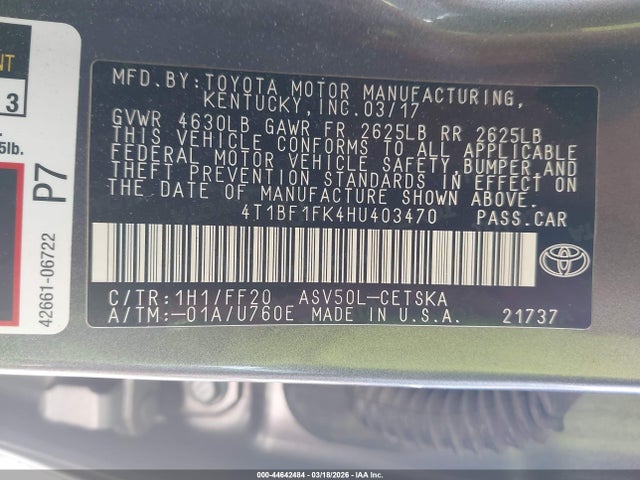 NT
3
5lb.
P7
42661-06722
MFD.BY:TOYOTA MOTOR MANUFACTURING,
KENTUCKY,INC.03/17
GVWR 4630LB GAWR FR 2625LB RR 2625LB
THIS VEHICLE CONFORMS TO ALL APPLICABLE
FEDERAL MOTOR VEHICLE SAFETY,BUMPER,AND
THEFT PREVENTION STANDARDS IN EFFECT ON
THE DATE OF MANUFACTURE SHOWN ABOVE.
4T1BF1FK4HU403470 PASS.CAR
C/TR:1H1/FF20 ASV50L-CETSKA
A/TM:-01A/U760E MADE IN U.S.A. 21737
000-44642484 | 03/18/2026 - IAA Inc.